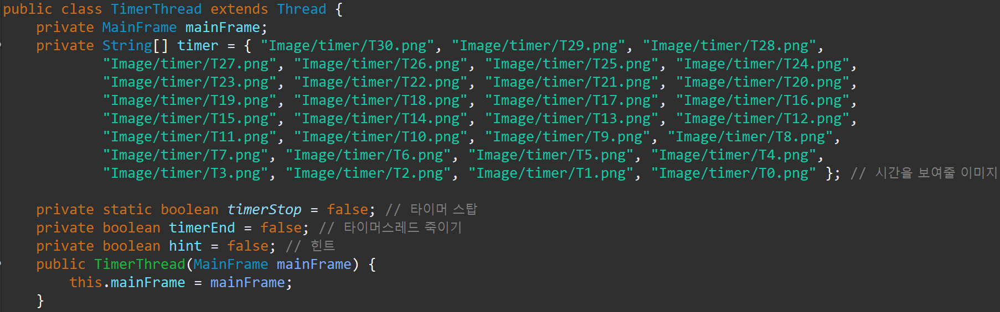 public class TimerThread extends Thread {
    private MainFrame mainFrame;
    private String[] timer = { "Image/timer/T30.png", "Image/timer/T29.png", "Image/timer/T28.png",
            "Image/timer/T27.png", "Image/timer/T26.png", "Image/timer/T25.png", "Image/timer/T24.png",
            "Image/timer/T23.png", "Image/timer/T22.png", "Image/timer/T21.png", "Image/timer/T20.png",
            "Image/timer/T19.png", "Image/timer/T18.png", "Image/timer/T17.png", "Image/timer/T16.png",
            "Image/timer/T15.png", "Image/timer/T14.png", "Image/timer/T13.png", "Image/timer/T12.png",
            "Image/timer/T11.png", "Image/timer/T10.png", "Image/timer/T9.png", "Image/timer/T8.png",
            "Image/timer/T7.png", "Image/timer/T6.png", "Image/timer/T5.png", "Image/timer/T4.png",
            "Image/timer/T3.png", "Image/timer/T2.png", "Image/timer/T1.png", "Image/timer/T0.png" }; // 시간을 보여줄 이미지
    private static boolean timerStop = false; // 타이머 스탑
    private boolean timerEnd = false; // 타이머스레드 죽이기
    private boolean hint = false; // 힌트
    public TimerThread(MainFrame mainFrame) {
        this.mainFrame = mainFrame;
    }